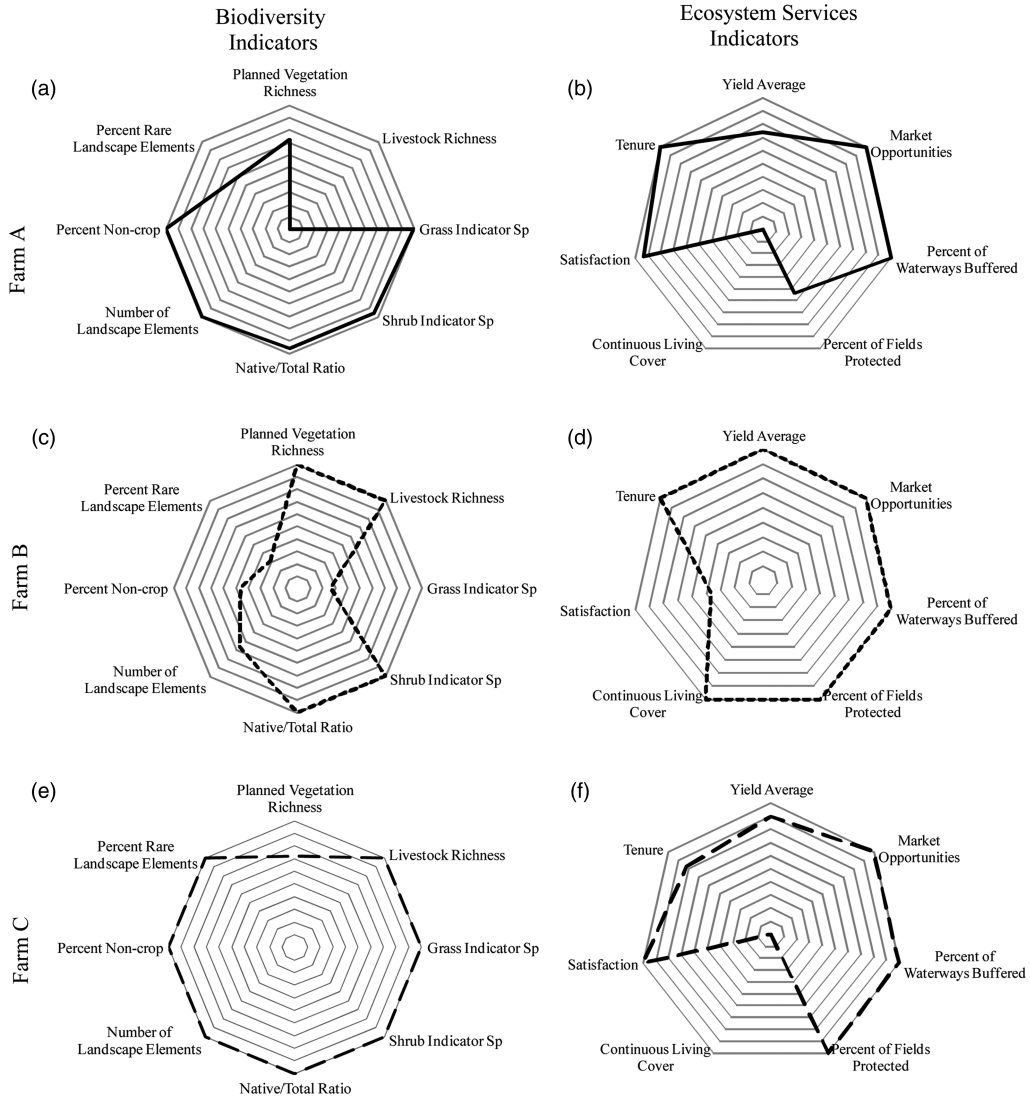 Biodiversity
Indicators
Ecosystem Services
Indicators
Farm A
(a)
Planned Vegetation
Richness
Livestock Richness
Grass Indicator Sp
Shrub Indicator Sp
Native/Total Ratio
Number of
Landscape Elements
Percent Non-crop
Percent Rare
Landscape Elements
(b)
Yield Average
Market
Opportunities
Percent of
Waterways Buffered
Percent of Fields
Protected
Continuous Living
Cover
Satisfaction
Tenure
Farm B
(c)
Planned Vegetation
Richness
Livestock Richness
Grass Indicator Sp
Shrub Indicator Sp
Native/Total Ratio
Number of
Landscape Elements
Percent Non-crop
Percent Rare
Landscape Elements
(d)
Yield Average
Market
Opportunities
Percent of
Waterways Buffered
Percent of Fields
Protected
Continuous Living
Cover
Satisfaction
Tenure
Farm C
(e)
Planned Vegetation
Richness
Livestock Richness
Grass Indicator Sp
Shrub Indicator Sp
Native/Total Ratio
Number of
Landscape Elements
Percent Non-crop
Percent Rare
Landscape Elements
(f)
Yield Average
Market
Opportunities
Percent of
Waterways Buffered
Percent of Fields
Protected
Continuous Living
Cover
Satisfaction
Tenure